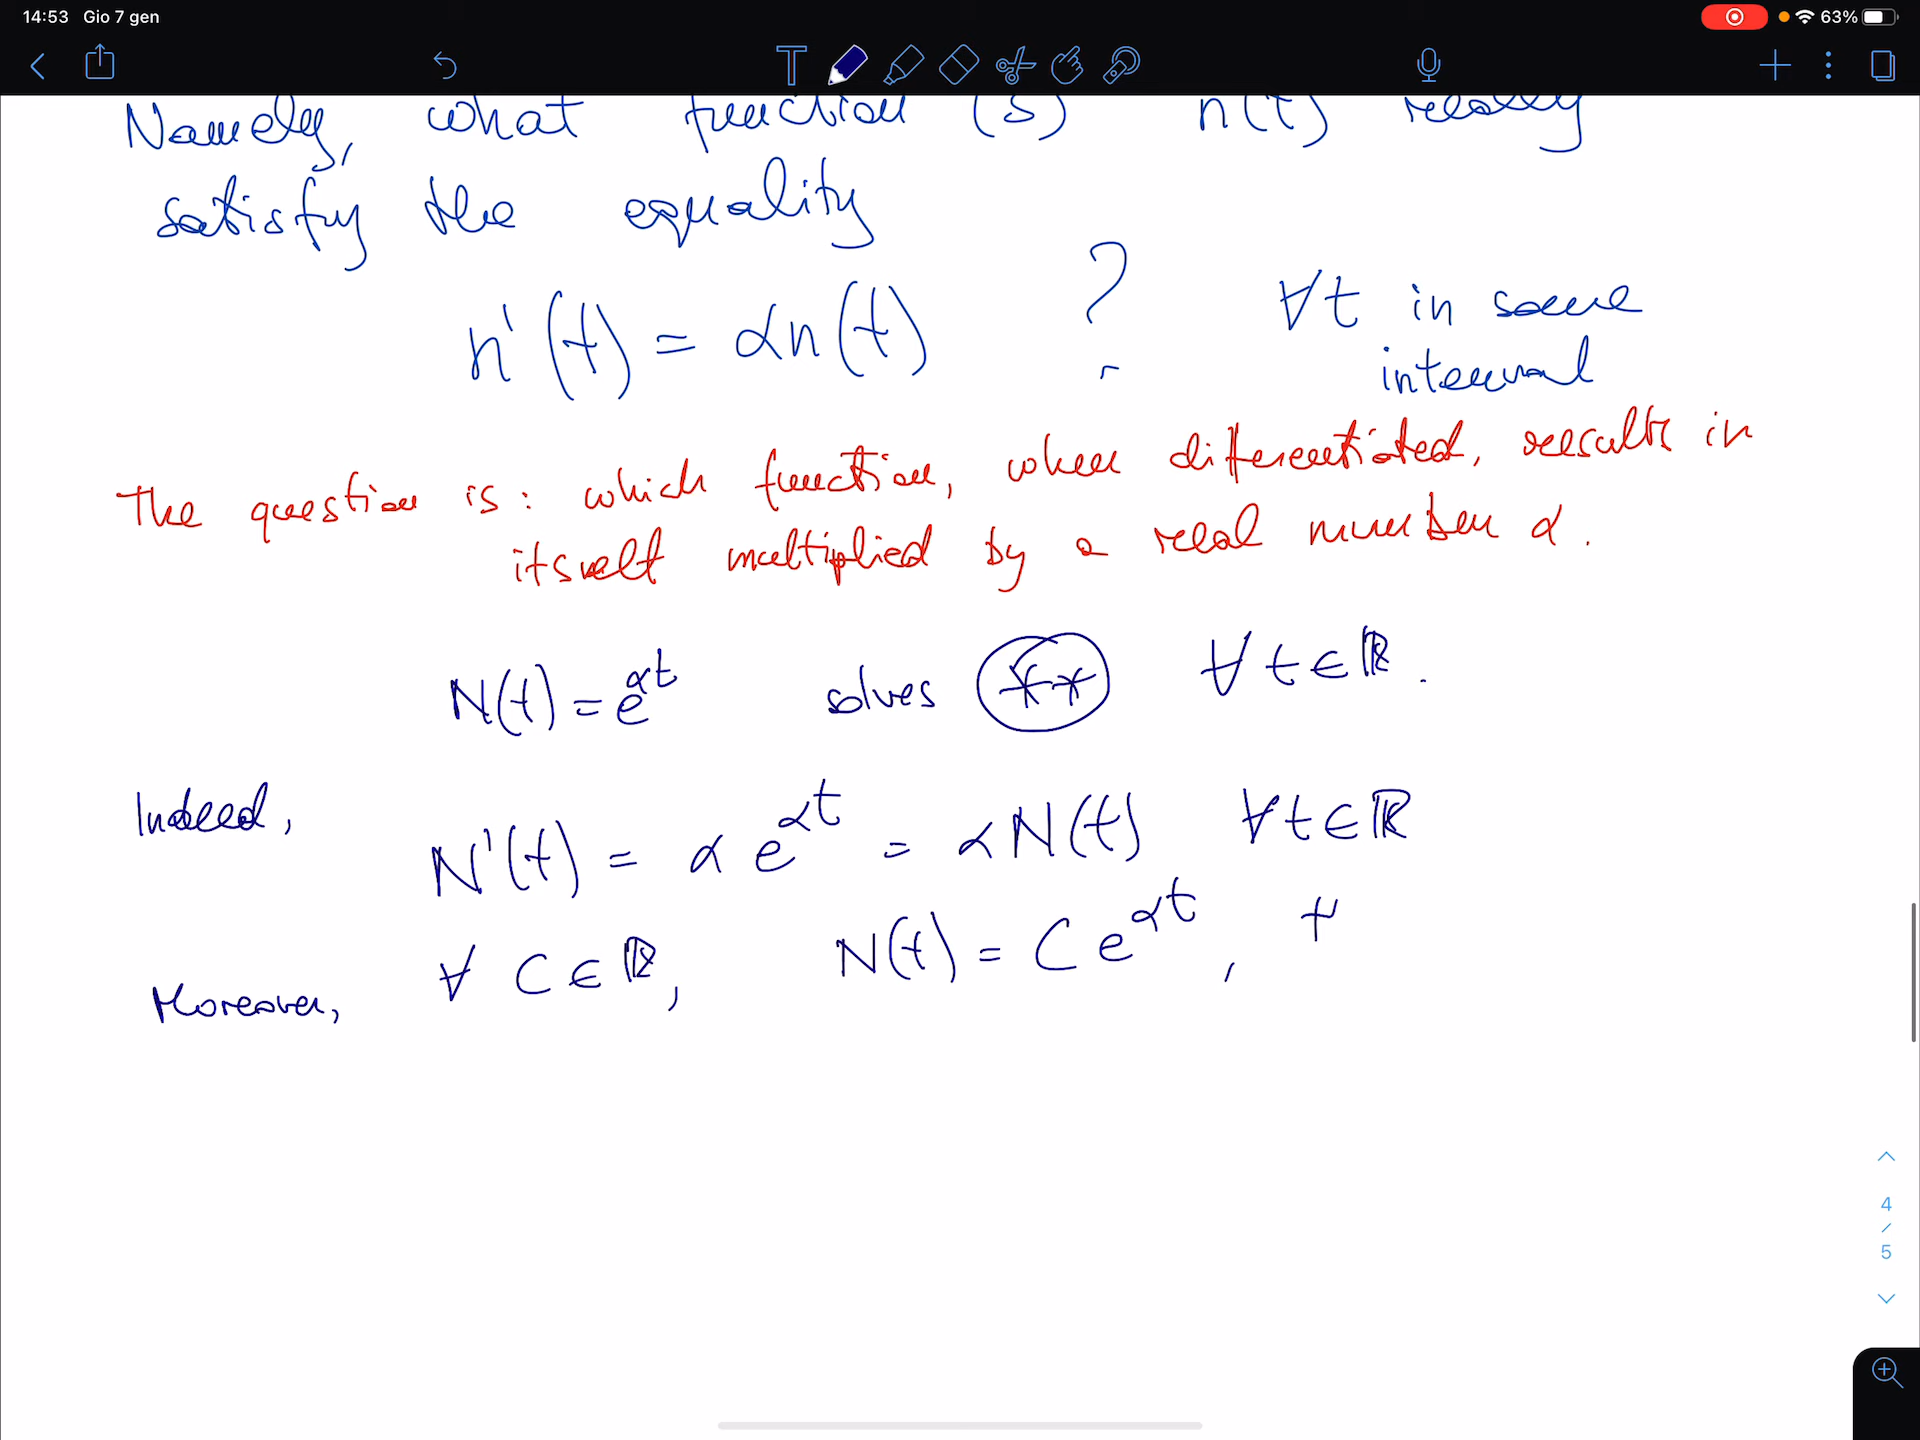 14:53 Gio 7 gen 63%
Namely, what function (s) n(t) really
satisfy the equality
n'(t) = αn(t) ? ∀t in some
interval
The question is: which function, when differentiated, results in
itself multiplied by a real number α.
N(t) = e^{αt} solves ** ∀ t ∈ ℝ.
Indeed,
N'(t) = α e^{αt} = αN(t) ∀ t ∈ ℝ
Moreover, ∀ C ∈ ℝ, N(t) = C e^{αt}, t
4
/
5